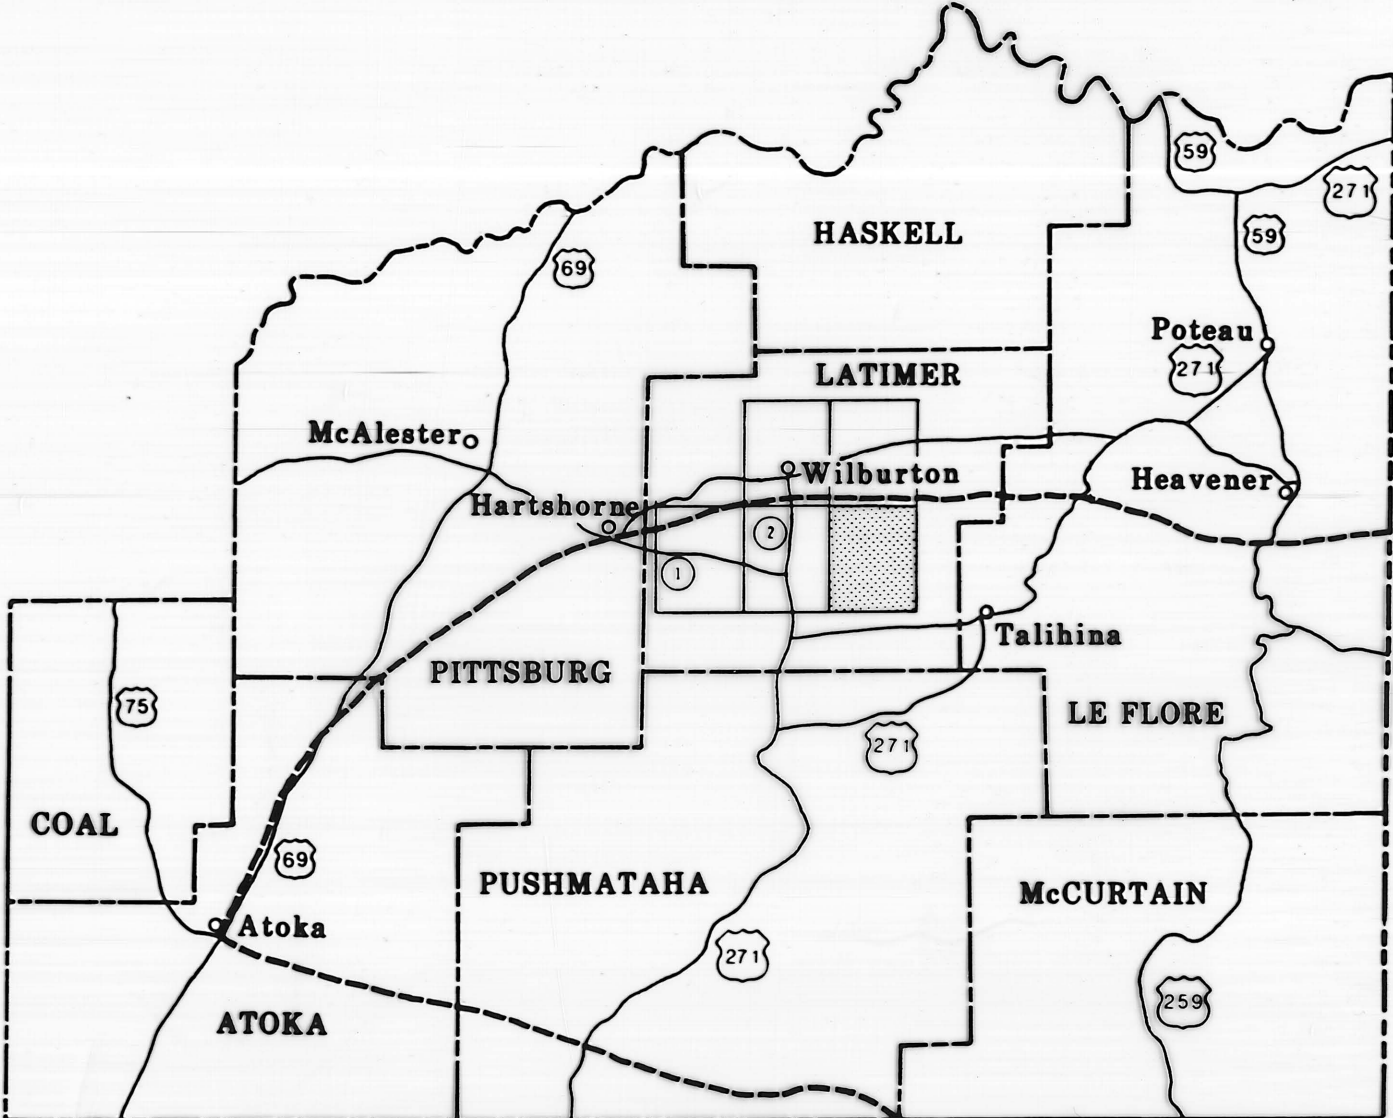 59
271
HASKELL
59
69
Poteau
271
LATIMER
McAlester
Wilburton
Heavener
Hartshorne
2
1
Talihina
PITTSBURG
75
LE FLORE
271
COAL
69
PUSHMATAHA
McCURTAIN
Atoka
271
259
ATOKA